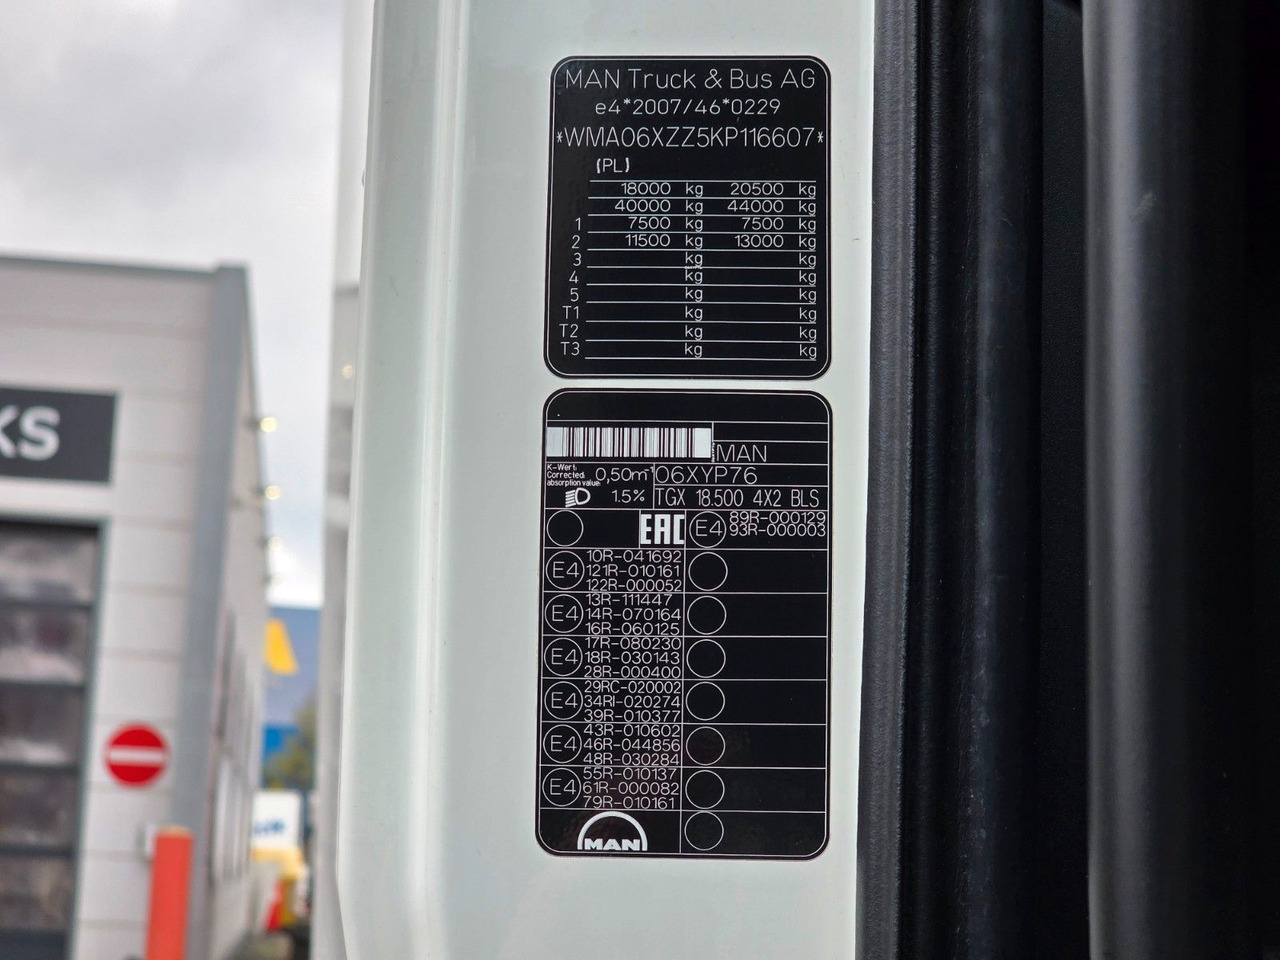 MAN Truck & Bus AG
e4*2007/46*0229
*WMA06XZZ5KP116607*
(PL)
18000 kg 20500 kg
40000 kg 44000 kg
1 7500 kg 7500 kg
2 11500 kg 13000 kg
3 kg kg
4 kg kg
5 kg kg
T1 kg kg
T2 kg kg
T3 kg kg
MAN
K-Wert: Corrected absorption value: 0,50m⁻¹ 06XYP76
1.5% TGX 18.500 4X2 BLS
EAC E4 89R-000129
93R-000003
10R-041692
E4 121R-010161
122R-000052
13R-111447
E4 14R-070164
16R-060125
17R-080230
E4 18R-030143
28R-000400
29RC-020002
E4 34RI-020274
39R-010377
43R-010602
E4 46R-044856
48R-030284
55R-010137
E4 61R-000082
79R-010161
MAN
KS